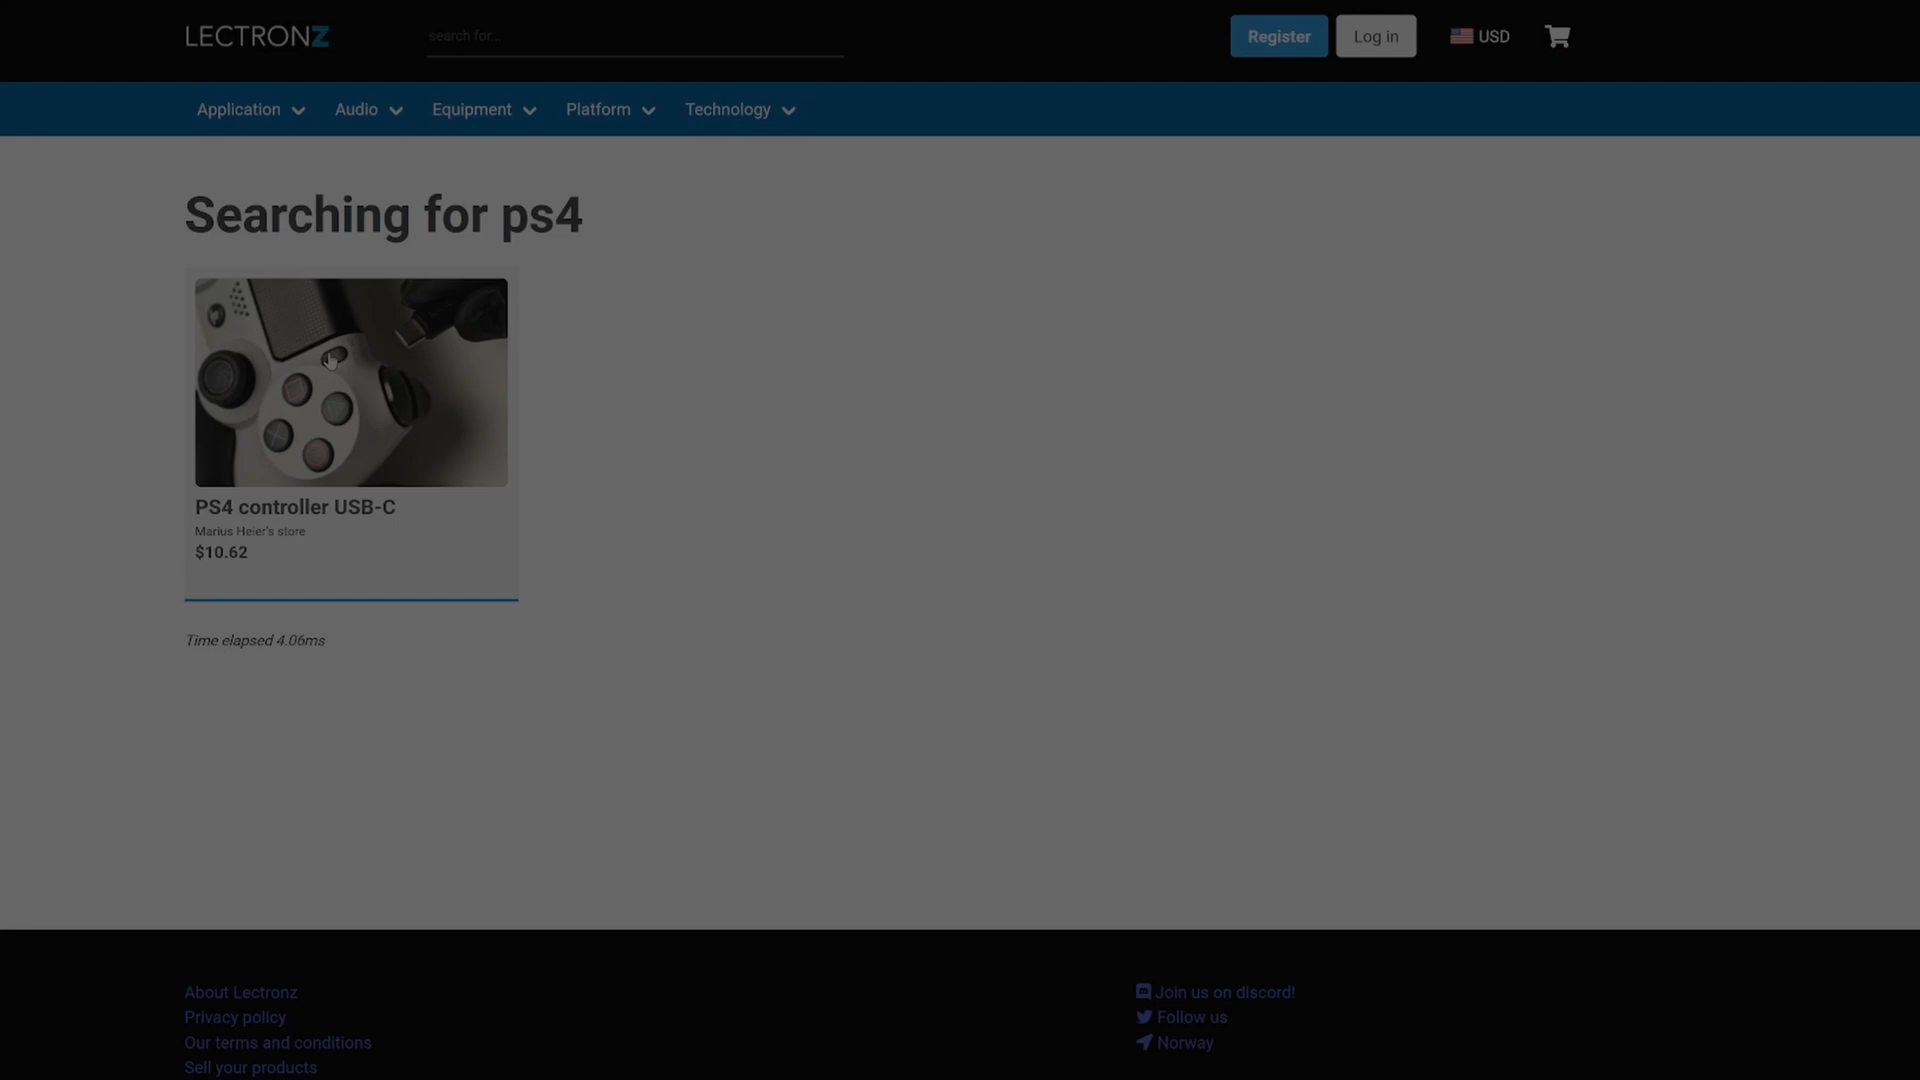 LECTRONZ
search for...
Register
Log in
USD
Application
Audio
Equipment
Platform
Technology
Searching for ps4
PS4 controller USB-C
Marius Heier's store
$10.62
Time elapsed 4.06ms
About Lectronz
Privacy policy
Our terms and conditions
Sell your products
Join us on discord!
Follow us
Norway